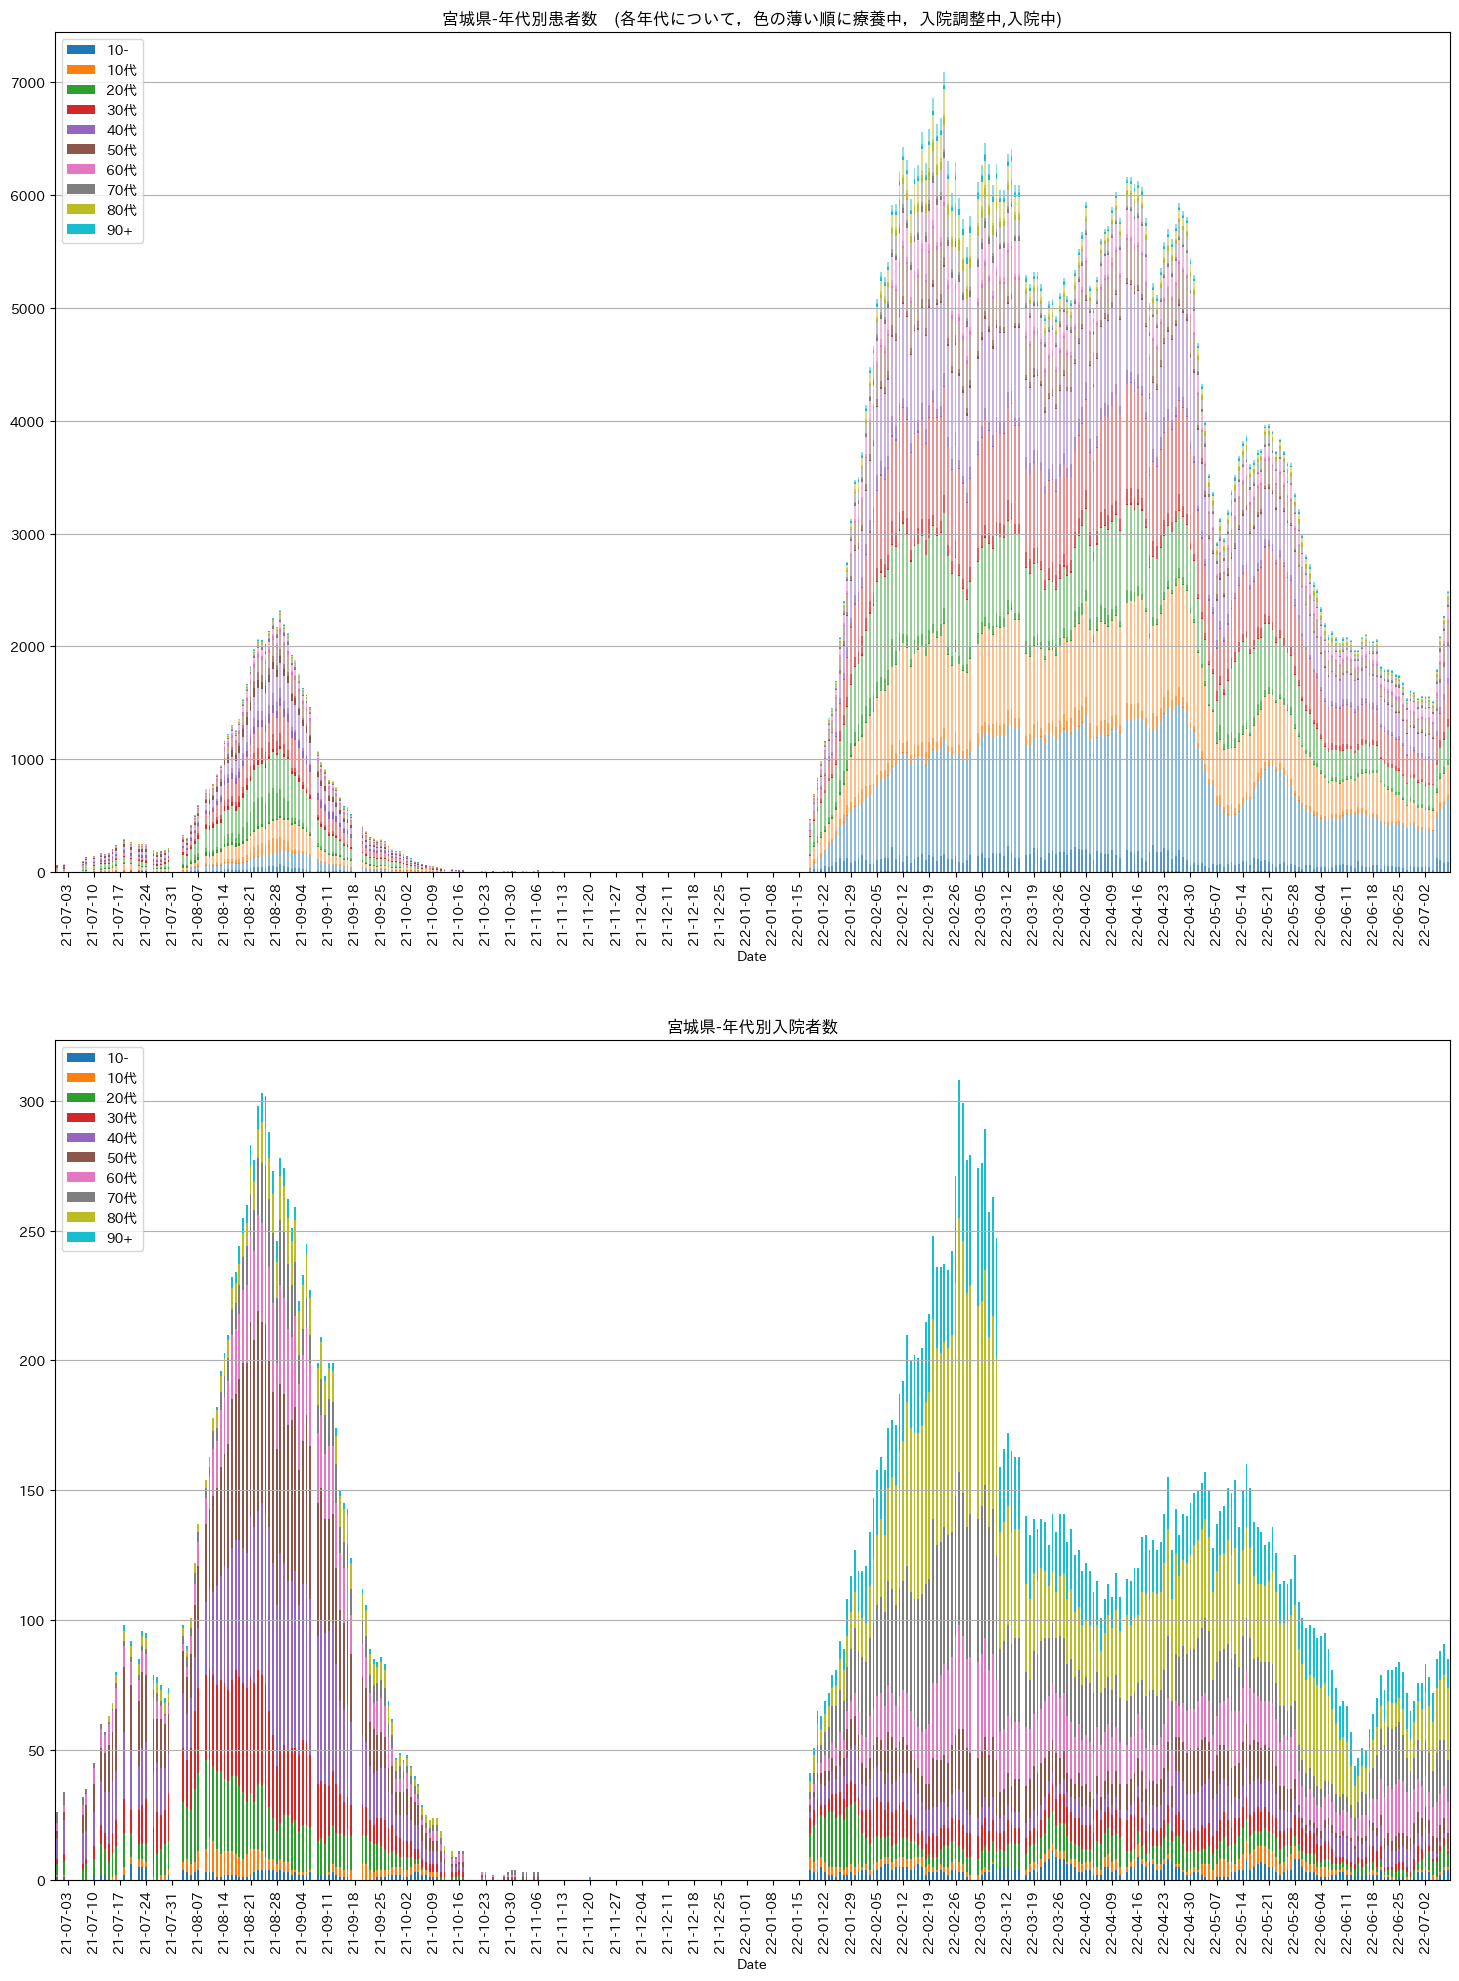 宮城県-年代別患者数　(各年代について，色の薄い順に療養中，入院調整中,入院中)
10-
10代
20代
30代
40代
50代
60代
70代
80代
90+
7000
6000
5000
4000
3000
2000
1000
0
21-07-03 21-07-10 21-07-17 21-07-24 21-07-31 21-08-07 21-08-14 21-08-21 21-08-28 21-09-04 21-09-11 21-09-18 21-09-25 21-10-02 21-10-09 21-10-16 21-10-23 21-10-30 21-11-06 21-11-13 21-11-20 21-11-27 21-12-04 21-12-11 21-12-18 21-12-25 22-01-01 22-01-08 22-01-15 22-01-22 22-01-29 22-02-05 22-02-12 22-02-19 22-02-26 22-03-05 22-03-12 22-03-19 22-03-26 22-04-02 22-04-09 22-04-16 22-04-23 22-04-30 22-05-07 22-05-14 22-05-21 22-05-28 22-06-04 22-06-11 22-06-18 22-06-25 22-07-02
Date
宮城県-年代別入院者数
10-
10代
20代
30代
40代
50代
60代
70代
80代
90+
300
250
200
150
100
50
0
21-07-03 21-07-10 21-07-17 21-07-24 21-07-31 21-08-07 21-08-14 21-08-21 21-08-28 21-09-04 21-09-11 21-09-18 21-09-25 21-10-02 21-10-09 21-10-16 21-10-23 21-10-30 21-11-06 21-11-13 21-11-20 21-11-27 21-12-04 21-12-11 21-12-18 21-12-25 22-01-01 22-01-08 22-01-15 22-01-22 22-01-29 22-02-05 22-02-12 22-02-19 22-02-26 22-03-05 22-03-12 22-03-19 22-03-26 22-04-02 22-04-09 22-04-16 22-04-23 22-04-30 22-05-07 22-05-14 22-05-21 22-05-28 22-06-04 22-06-11 22-06-18 22-06-25 22-07-02
Date